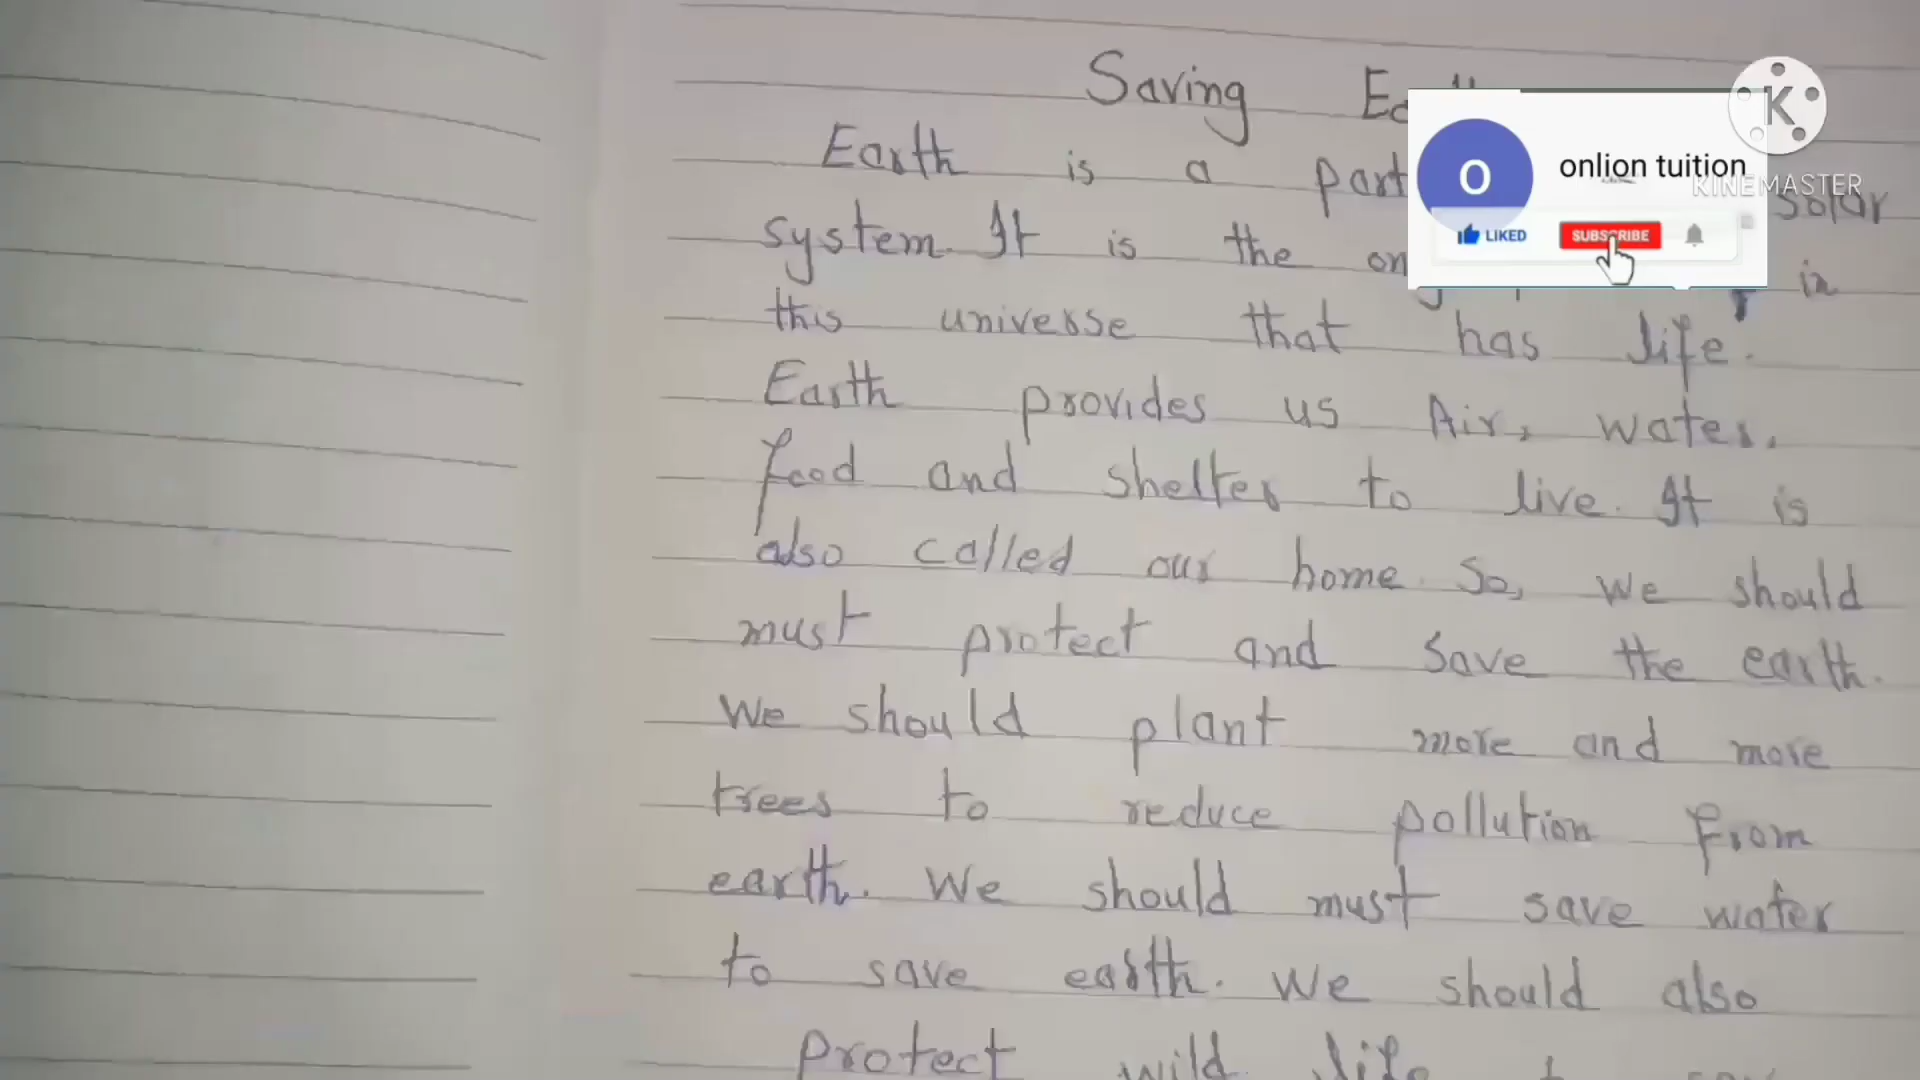 Saving
Earth is a part solar
system. It is the in
this universe that has life.
Earth provides us Air, water,
food and shelter to live. It is
also called our home. So, we should
must protect and save the earth.
We should plant more and more
trees to reduce pollution from
earth. We should must save water
to save earth. We should also
Protect wild life
O
onlion tuition
LIKED
SUBSCRIBE
K
KINEMASTER